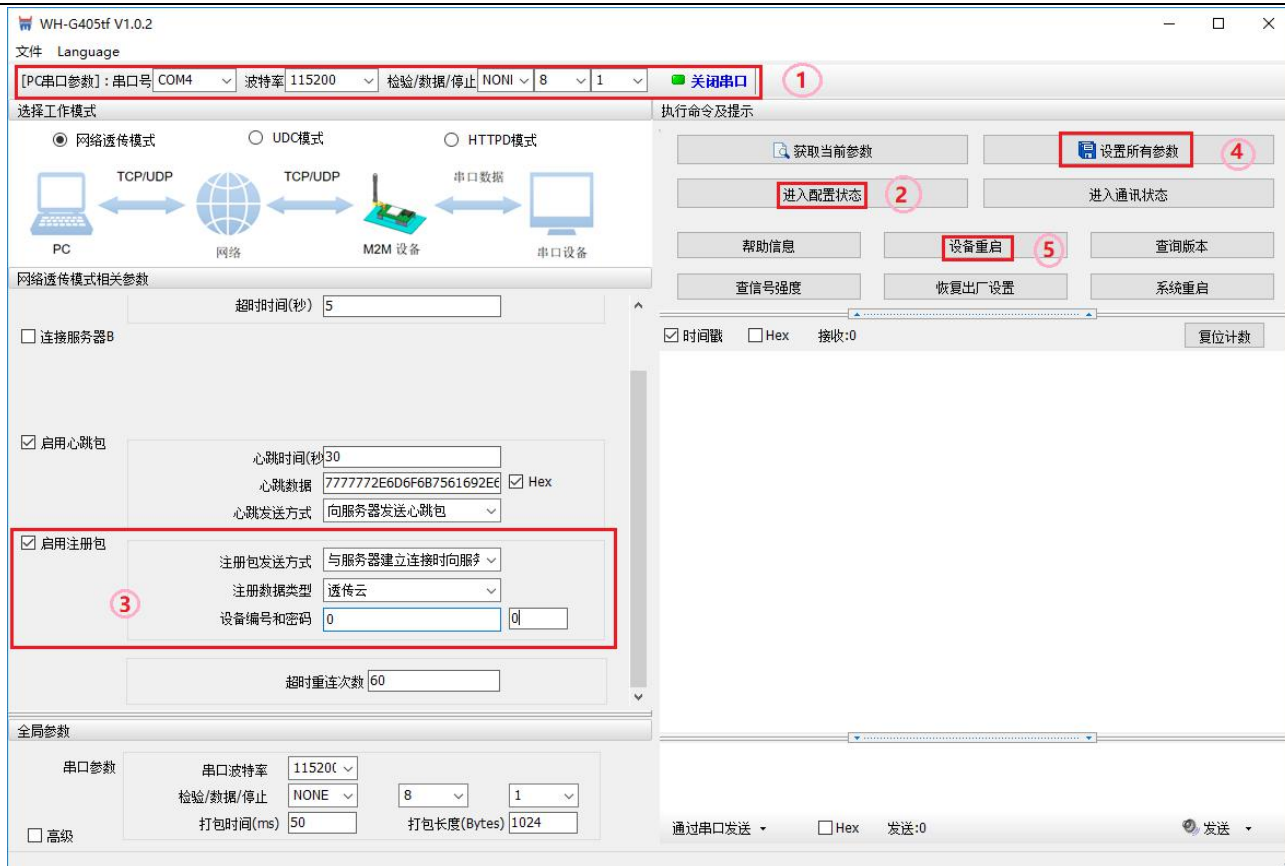 WH-G405tf V1.0.2
文件 Language
[PC串口参数]:串口号 COM4 波特率 115200 检验/数据/停止 NONI 8 1 关闭串口 1
选择工作模式
网络透传模式 UDC模式 HTTPD模式
TCP/UDP TCP/UDP 串口数据
PC 网络 M2M 设备 串口设备
网络透传模式相关参数
超时时间(秒) 5
连接服务器B
启用心跳包
心跳时间(秒 30
心跳数据 7777772E6D6F6B7561692E6 Hex
心跳发送方式 向服务器发送心跳包
启用注册包
注册包发送方式 与服务器建立连接时向服务
注册数据类型 透传云
3
设备编号和密码 0 0
超时重连次数 60
全局参数
串口参数
串口波特率 11520(
检验/数据/停止 NONE 8 1
打包时间(ms) 50 打包长度(Bytes) 1024
高级
执行命令及提示
获取当前参数 设置所有参数 4
进入配置状态 2 进入通讯状态
帮助信息 设备重启 5 查询版本
查信号强度 恢复出厂设置 系统重启
时间戳 Hex 接收:0 复位计数
通过串口发送 Hex 发送:0 发送